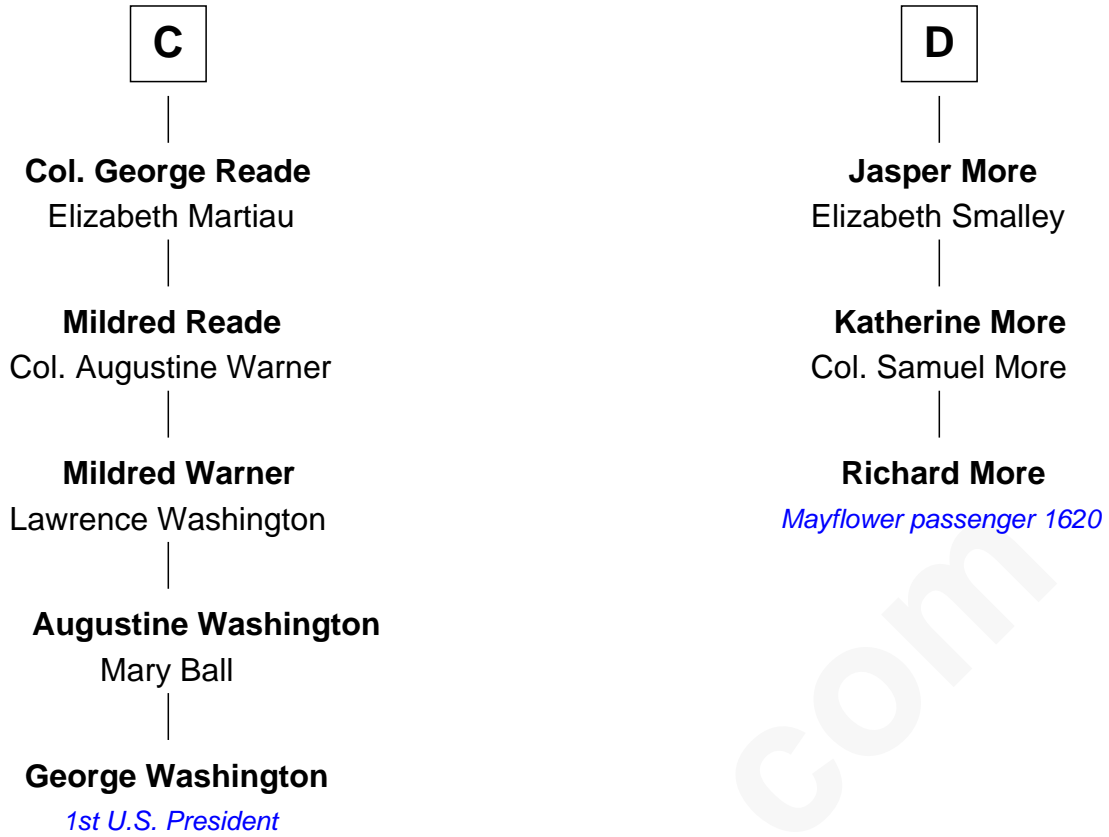 C
Col. George Reade
Elizabeth Martiau
Mildred Reade
Col. Augustine Warner
Mildred Warner
Lawrence Washington
Augustine Washington
Mary Ball
George Washington
1st U.S. President
D
Jasper More
Elizabeth Smalley
Katherine More
Col. Samuel More
Richard More
Mayflower passenger 1620
com